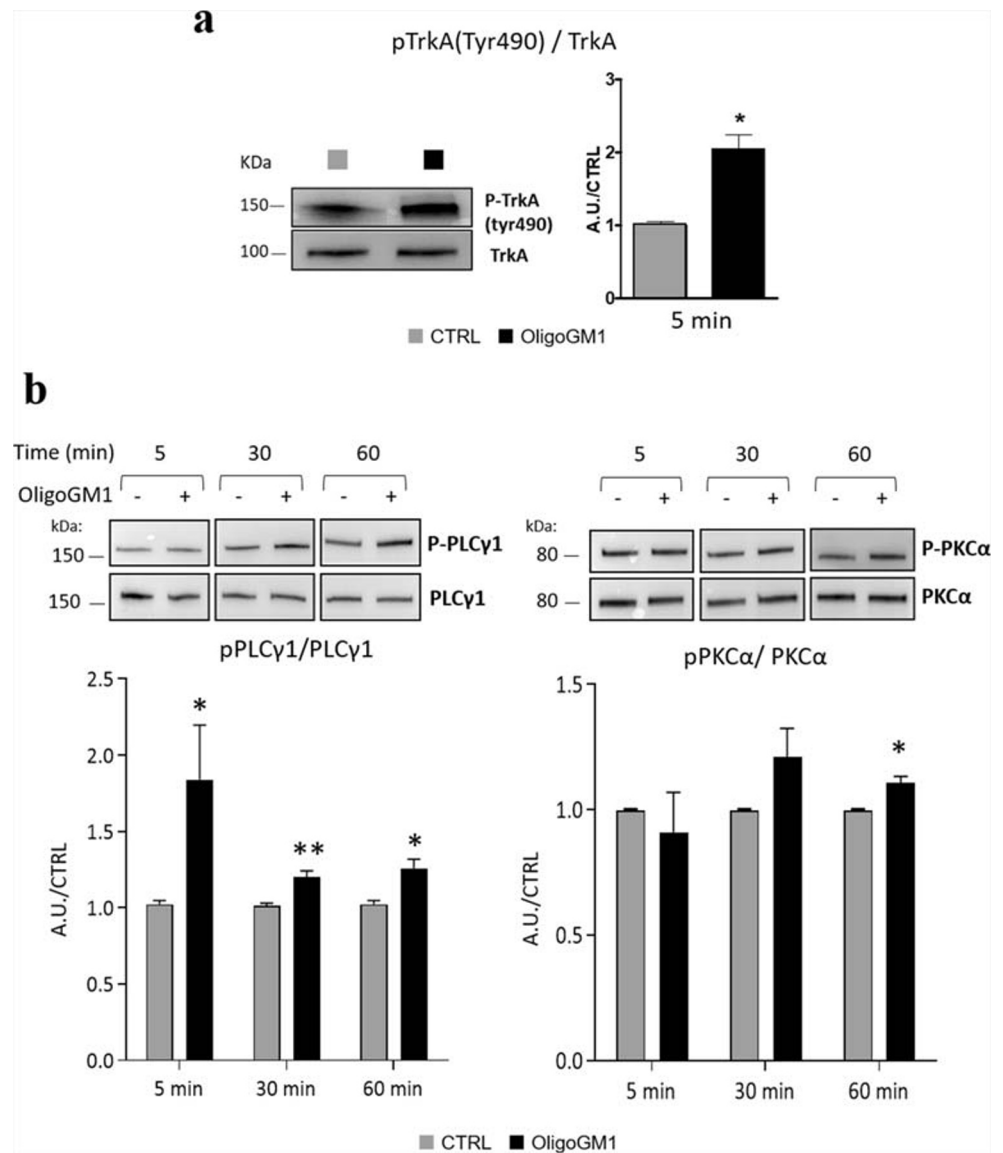 a
pTrkA(Tyr490) / TrkA
KDa
150
100
P-TrkA
(tyr490)
TrkA
A.U./CTRL
3
2
1
0
*
5 min
CTRL OligoGM1
b
Time (min) 5 30 60
OligoGM1 - + - + - +
kDa:
150 P-PLCγ1
150 PLCγ1
pPLCγ1/PLCγ1
A.U./CTRL
2.5
2.0
1.5
1.0
0.5
0.0
* ** *
5 min 30 min 60 min
5 30 60
- + - + - +
kDa:
80 P-PKCα
80 PKCα
pPKCα/ PKCα
A.U./CTRL
1.5
1.0
0.5
0.0
*
5 min 30 min 60 min
CTRL OligoGM1